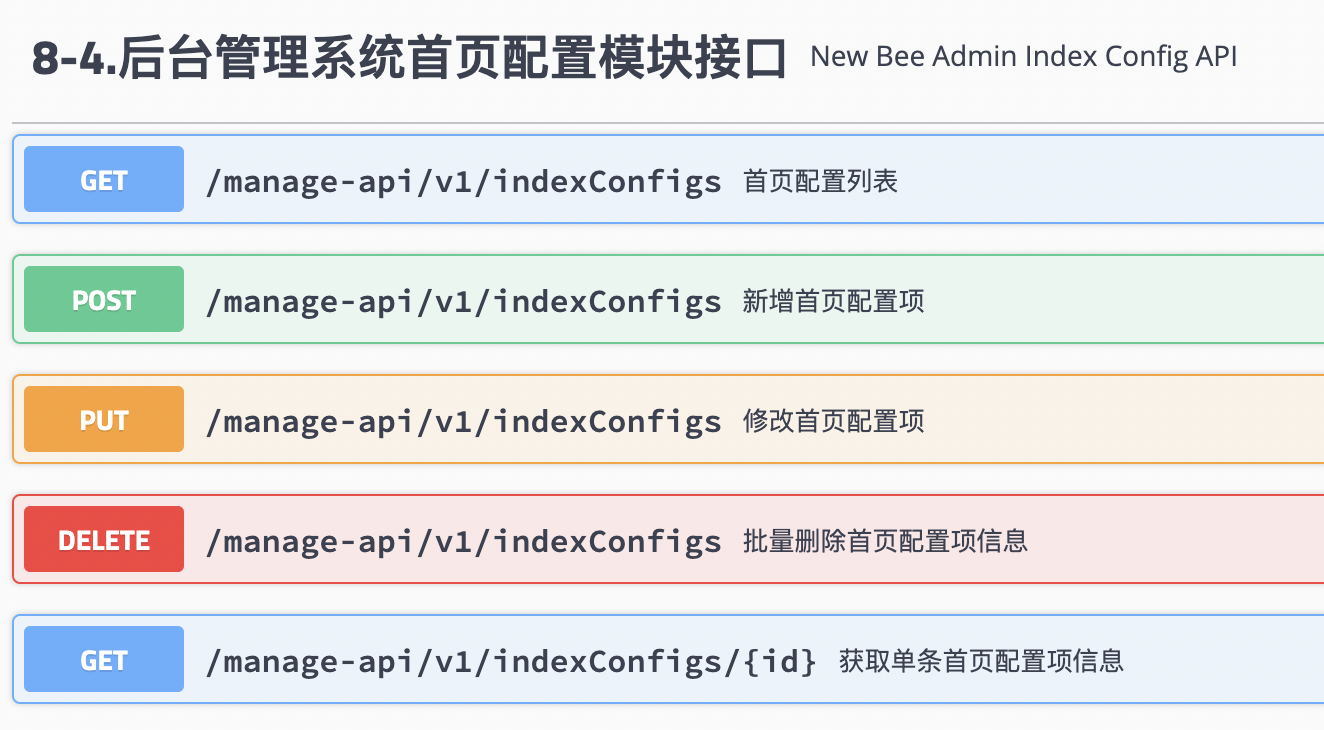 8-4.后台管理系统首页配置模块接口 New Bee Admin Index Config API
GET /manage-api/v1/indexConfigs 首页配置列表
POST /manage-api/v1/indexConfigs 新增首页配置项
PUT /manage-api/v1/indexConfigs 修改首页配置项
DELETE /manage-api/v1/indexConfigs 批量删除首页配置项信息
GET /manage-api/v1/indexConfigs/{id} 获取单条首页配置项信息